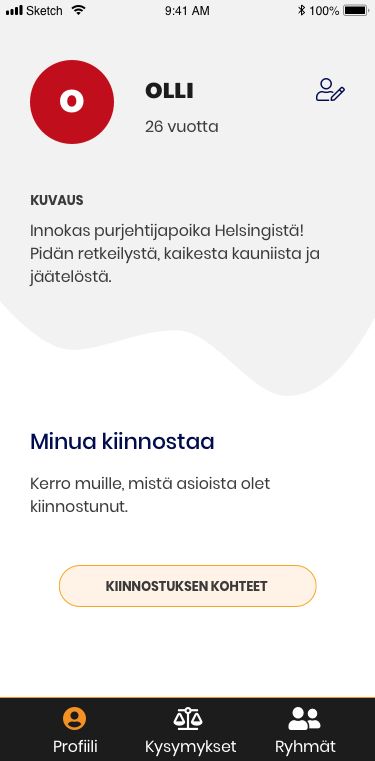 Sketch 9:41 AM 100%
O
OLLI
26 vuotta
KUVAUS
Innokas purjehtijapoika Helsingistä!
Pidän retkeilystä, kaikesta kauniista ja
jäätelöstä.
Minua kiinnostaa
Kerro muille, mistä asioista olet
kiinnostunut.
KIINNOSTUKSEN KOHTEET
Profiili Kysymykset Ryhmät